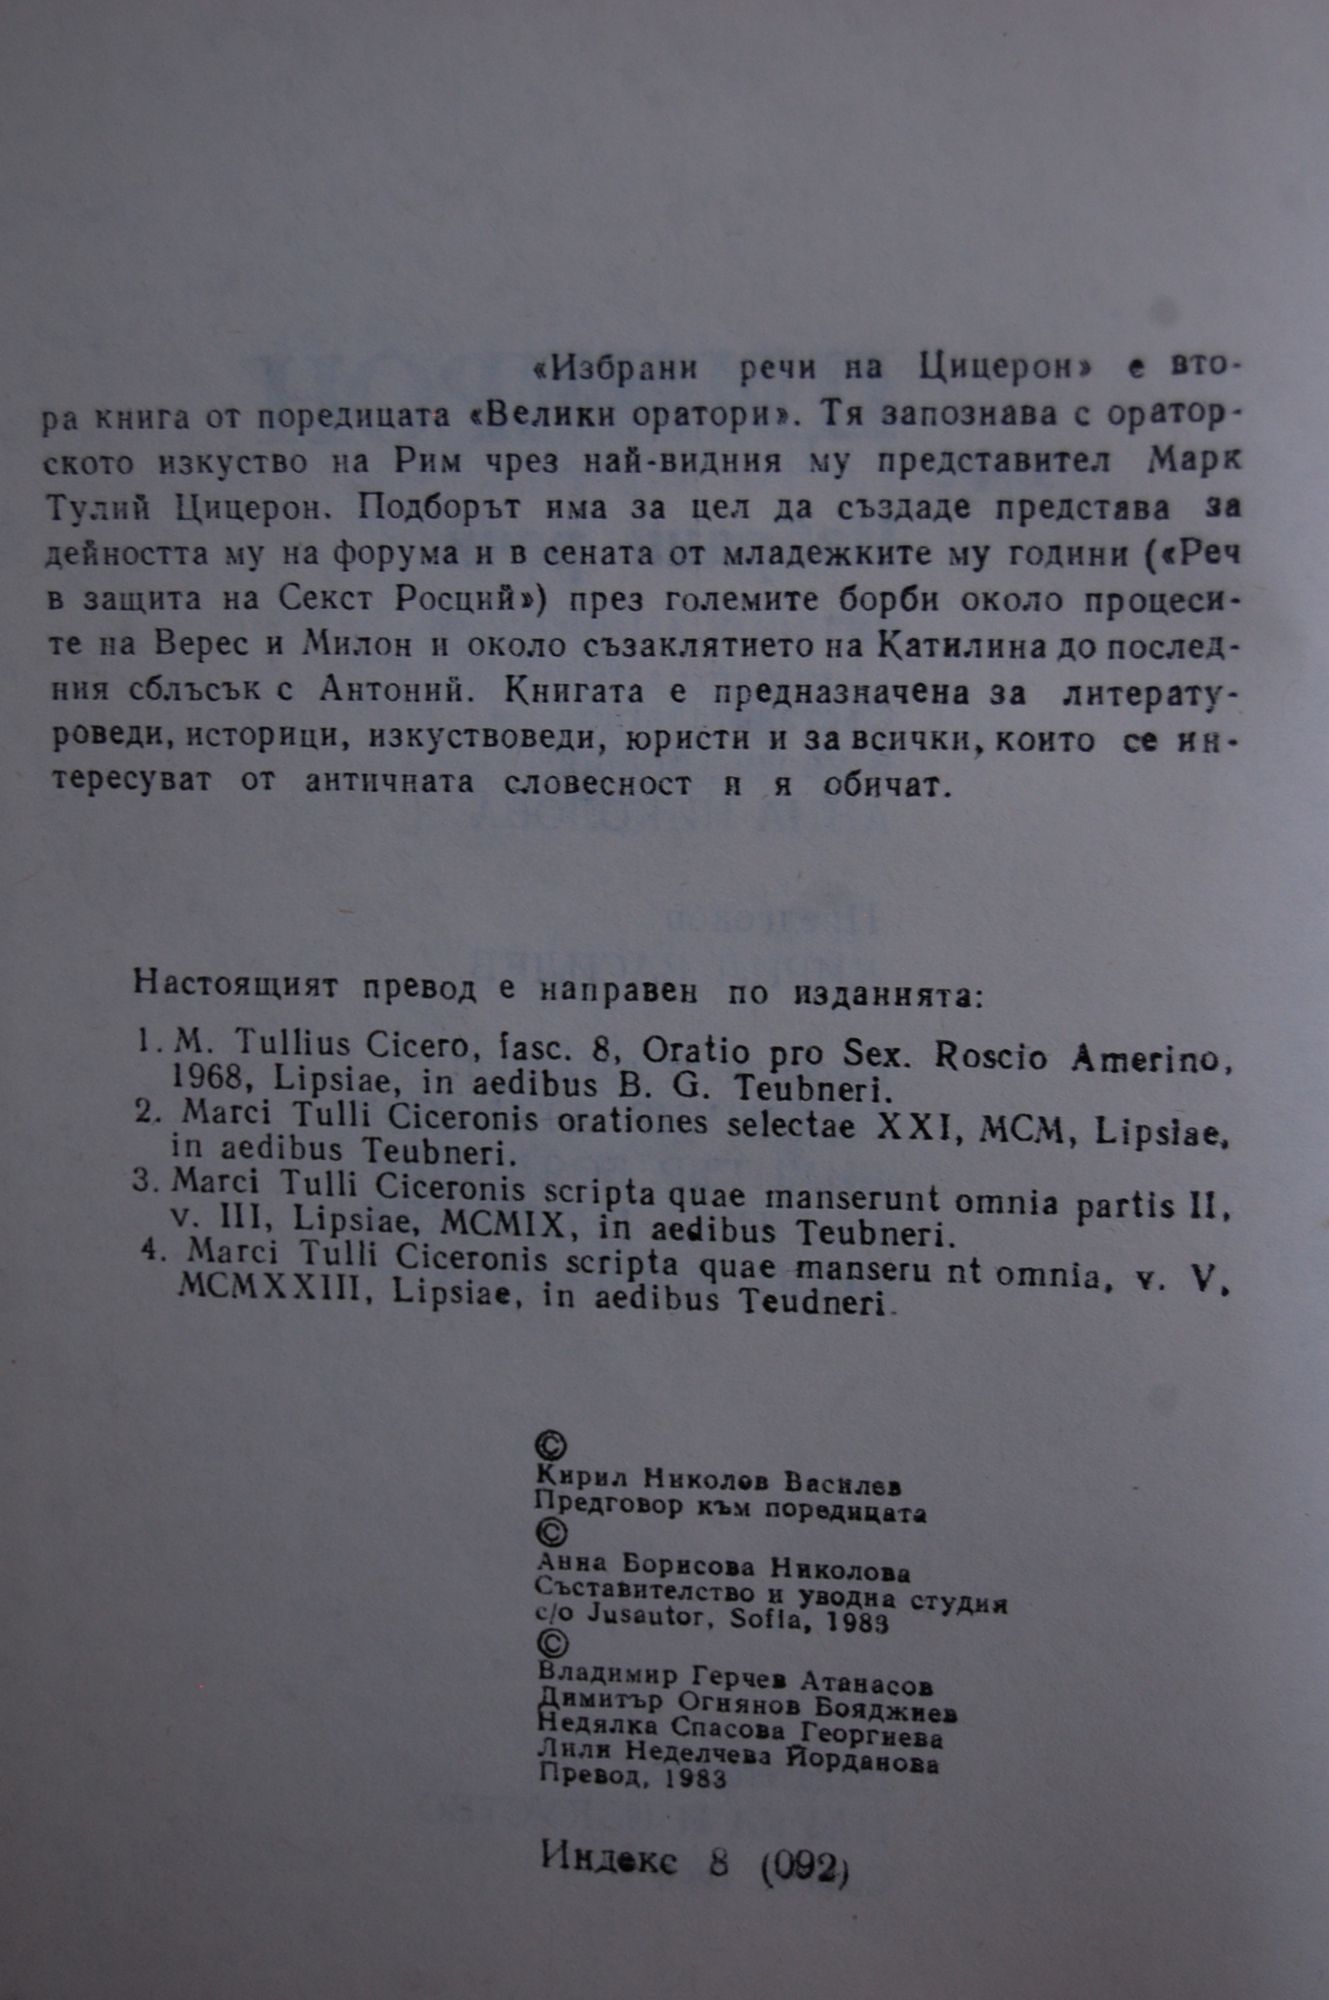 «Избрани речи на Цицерон» е вто-
ра книга от поредицата «Велики оратори». Тя запознава с оратор-
ското изкуство на Рим чрез най-видния му представител Марк
Тулий Цицерон. Подборът има за цел да създаде представа за
дейността му на форума и в сената от младежките му години («Реч
в защита на Секст Росций») през големите борби около процеси-
те на Верес и Милон и около съзаклятието на Катилина до послед-
ния сблъсък с Антоний. Книгата е предназначена за литерату-
роведи, историци, изкуствоведи, юристи и за всички, които се ин-
тересуват от античната словесност и я обичат.
Настоящият превод е направен по изданията:
1. M. Tullius Cicero, fasc. 8, Oratio pro Sex. Roscio Amerino,
1968, Lipsiae, in aedibus B. G. Teubneri.
2. Marci Tulli Ciceronis orationes selectae XXI, MCM, Lipsiae,
in aedibus Teubneri.
3. Marci Tulli Ciceronis scripta quae manserunt omnia partis II,
v. III, Lipsiae, MCMIX, in aedibus Teubneri.
4. Marci Tulli Ciceronis scripta quae manseru nt omnia, v. V,
MCMXXIII, Lipsiae, in aedibus Teudneri.
©
Кирил Николов Василев
Предговор към поредицата
©
Анна Борисова Николова
Съставителство и уводна студия
c/o Jusautor, Sofia, 1983
©
Владимир Герчев Атанасов
Димитър Огнянов Бояджиев
Недялка Спасова Георгиева
Лили Неделчева Йорданова
Превод, 1983
Индекс 8 (092)